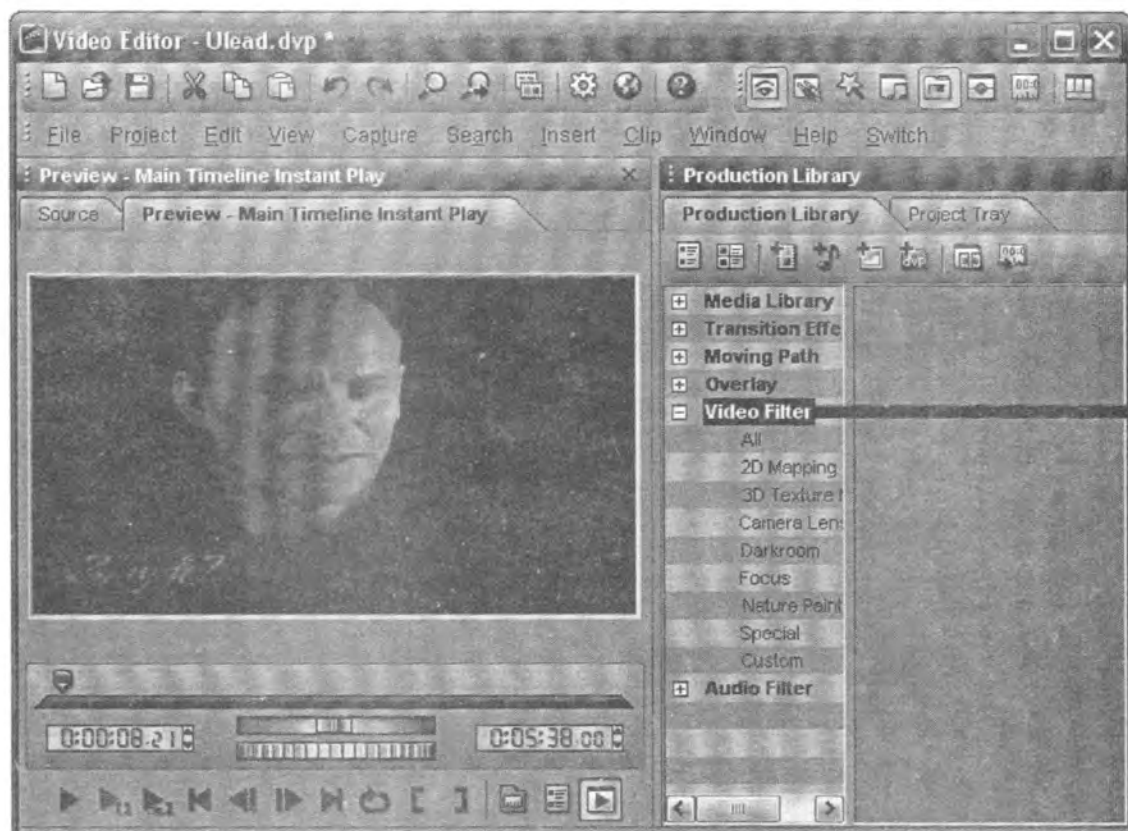 Video Editor - Ulead.dvp *
File Project Edit View Capture Search Insert Clip Window Help Switch
Preview - Main Timeline Instant Play
Source Preview - Main Timeline Instant Play
0:00:08.21
0:05:38.00
Production Library
Production Library Project Tray
Media Library
Transition Effe
Moving Path
Overlay
Video Filter
All
2D Mapping
3D Texture
Camera Len
Darkroom
Focus
Nature Paint
Special
Custom
Audio Filter